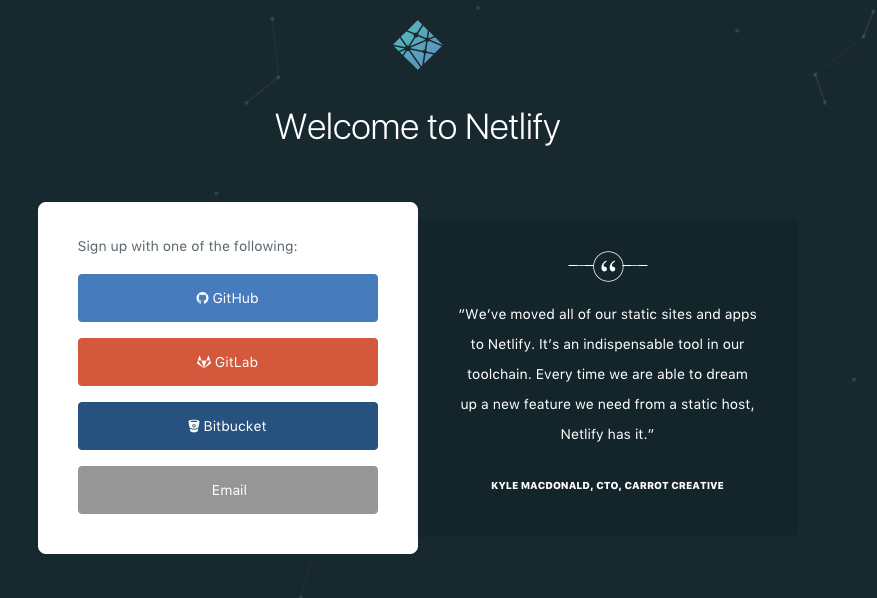 Welcome to Netlify
Sign up with one of the following:
GitHub
GitLab
Bitbucket
Email
“We’ve moved all of our static sites and apps
to Netlify. It’s an indispensable tool in our
toolchain. Every time we are able to dream
up a new feature we need from a static host,
Netlify has it.”
KYLE MACDONALD, CTO, CARROT CREATIVE